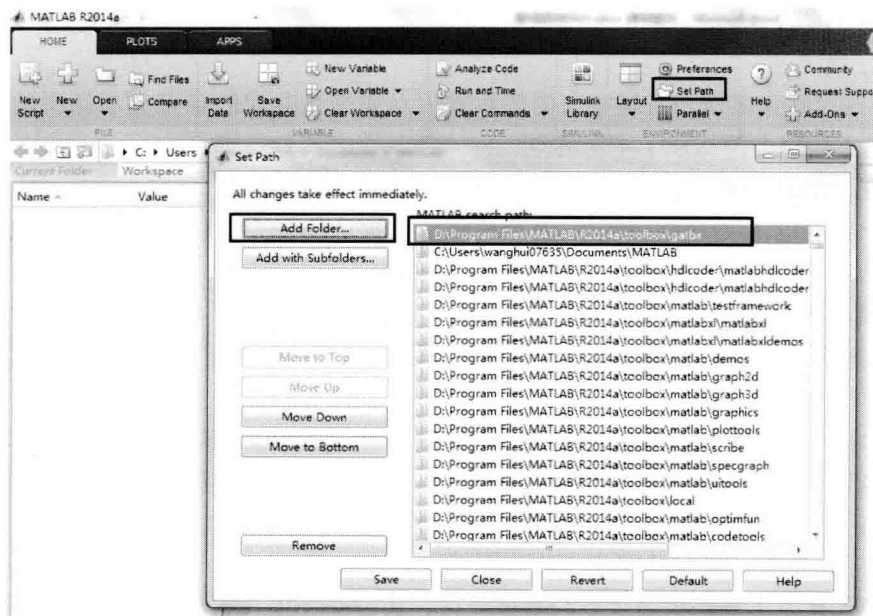 MATLAB R2014a
HOME
PLOTS
APPS
New Script
New
Open
Find Files
Compare
Import Data
Save Workspace
New Variable
Open Variable
Clear Workspace
Analyze Code
Run and Time
Clear Commands
Simulink Library
Layout
Preferences
Set Path
Parallel
Help
Community
Request Suppo
Add-Ons
FILE
VARIABLE
CODE
SIMULINK
ENVIRONMENT
RESOURCES
C: Users
Current Folder
Workspace
Name
Value
Set Path
All changes take effect immediately.
MATLAB search path:
Add Folder...
Add with Subfolders...
Move to Top
Move Up
Move Down
Move to Bottom
Remove
D:\Program Files\MATLAB\R2014a\toolbox\gatbx
C:\Users\wanghui07635\Documents\MATLAB
D:\Program Files\MATLAB\R2014a\toolbox\hdlcoder\matlabhdlcoder
D:\Program Files\MATLAB\R2014a\toolbox\hdlcoder\matlabhdlcoder
D:\Program Files\MATLAB\R2014a\toolbox\matlab\testframework
D:\Program Files\MATLAB\R2014a\toolbox\matlabxl\matlabxl
D:\Program Files\MATLAB\R2014a\toolbox\matlabxl\matlabxldemos
D:\Program Files\MATLAB\R2014a\toolbox\matlab\demos
D:\Program Files\MATLAB\R2014a\toolbox\matlab\graph2d
D:\Program Files\MATLAB\R2014a\toolbox\matlab\graph3d
D:\Program Files\MATLAB\R2014a\toolbox\matlab\graphics
D:\Program Files\MATLAB\R2014a\toolbox\matlab\plottools
D:\Program Files\MATLAB\R2014a\toolbox\matlab\scribe
D:\Program Files\MATLAB\R2014a\toolbox\matlab\specgraph
D:\Program Files\MATLAB\R2014a\toolbox\matlab\uitools
D:\Program Files\MATLAB\R2014a\toolbox\local
D:\Program Files\MATLAB\R2014a\toolbox\matlab\optimfun
D:\Program Files\MATLAB\R2014a\toolbox\matlab\codetools
Save
Close
Revert
Default
Help